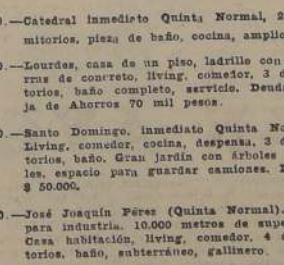 .—Catedral inmediato Quinta Normal, 2
mitorios, pieza de baño, cocina, amplio
.—Lourdes, casa de un piso, ladrillo con
rras de concreto, living, comedor, 3 d
torios, baño completo, servicio. Deud
ja de Ahorros 70 mil pesos.
.—Santo Domingo, inmediato Quinta No
Living, comedor, cocina, despensa, 3 d
torios, baño. Gran jardín con árboles
les, espacio para guardar camiones.
$ 50.000.
.—José Joaquín Pérez (Quinta Normal).
para industria. 10.000 metros de supe
Casa habitación, living, comedor, 4 d
torios, baño, subterráneo, gallinero